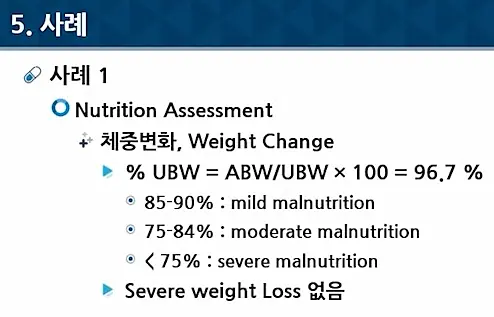 5. 사례
사례 1
Nutrition Assessment
체중변화, Weight Change
% UBW = ABW/UBW × 100 = 96.7 %
85-90% : mild malnutrition
75-84% : moderate malnutrition
< 75% : severe malnutrition
Severe weight Loss 없음